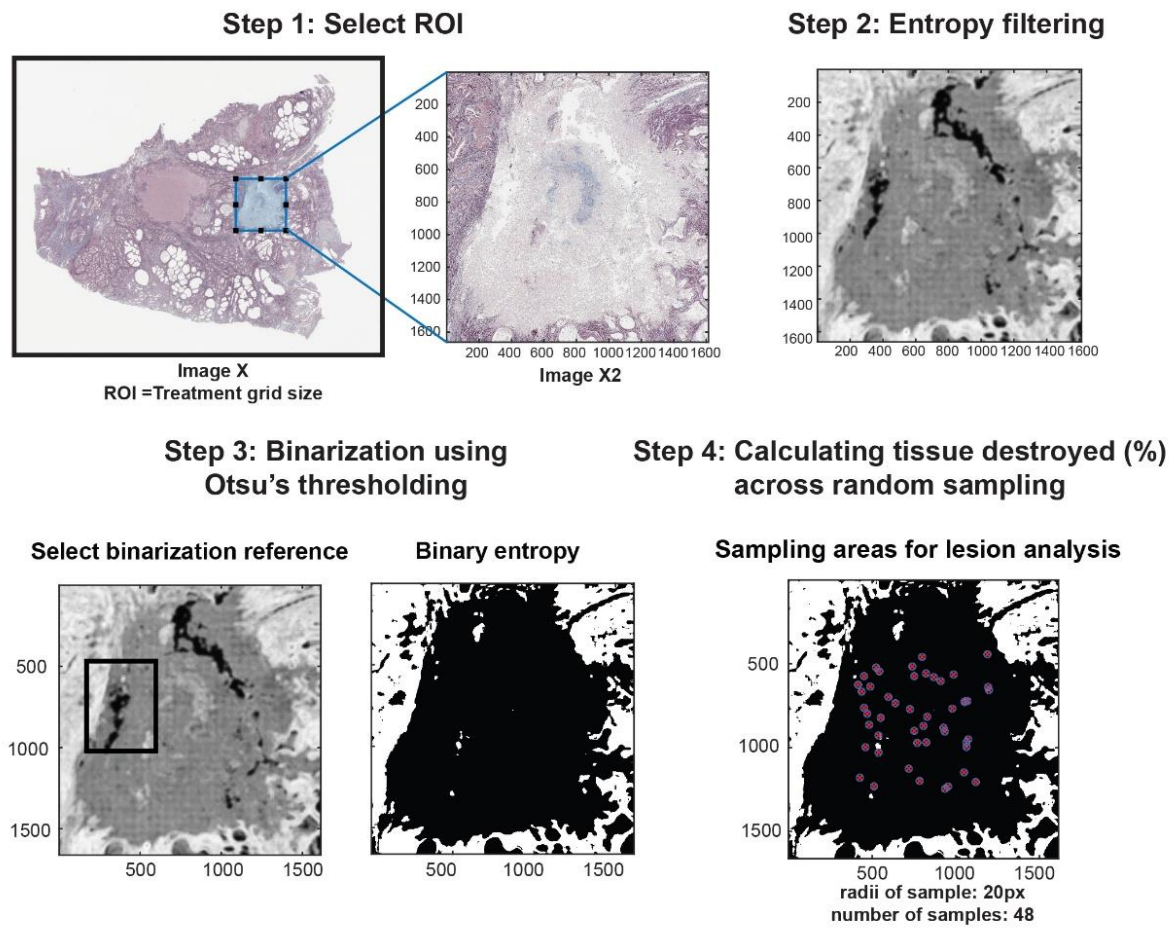 Step 1: Select ROI
200
400
600
800
1000
1200
1400
1600
200 400 600 800 1000 1200 1400 1600
Image X
ROI =Treatment grid size
Image X2
Step 2: Entropy filtering
200
400
600
800
1000
1200
1400
1600
200 400 600 800 1000 1200 1400 1600
Step 3: Binarization using
Otsu’s thresholding
Select binarization reference
500
1000
1500
500 1000 1500
Binary entropy
500 1000 1500
Step 4: Calculating tissue destroyed (%)
across random sampling
Sampling areas for lesion analysis
500
1000
1500
500 1000 1500
radii of sample: 20px
number of samples: 48